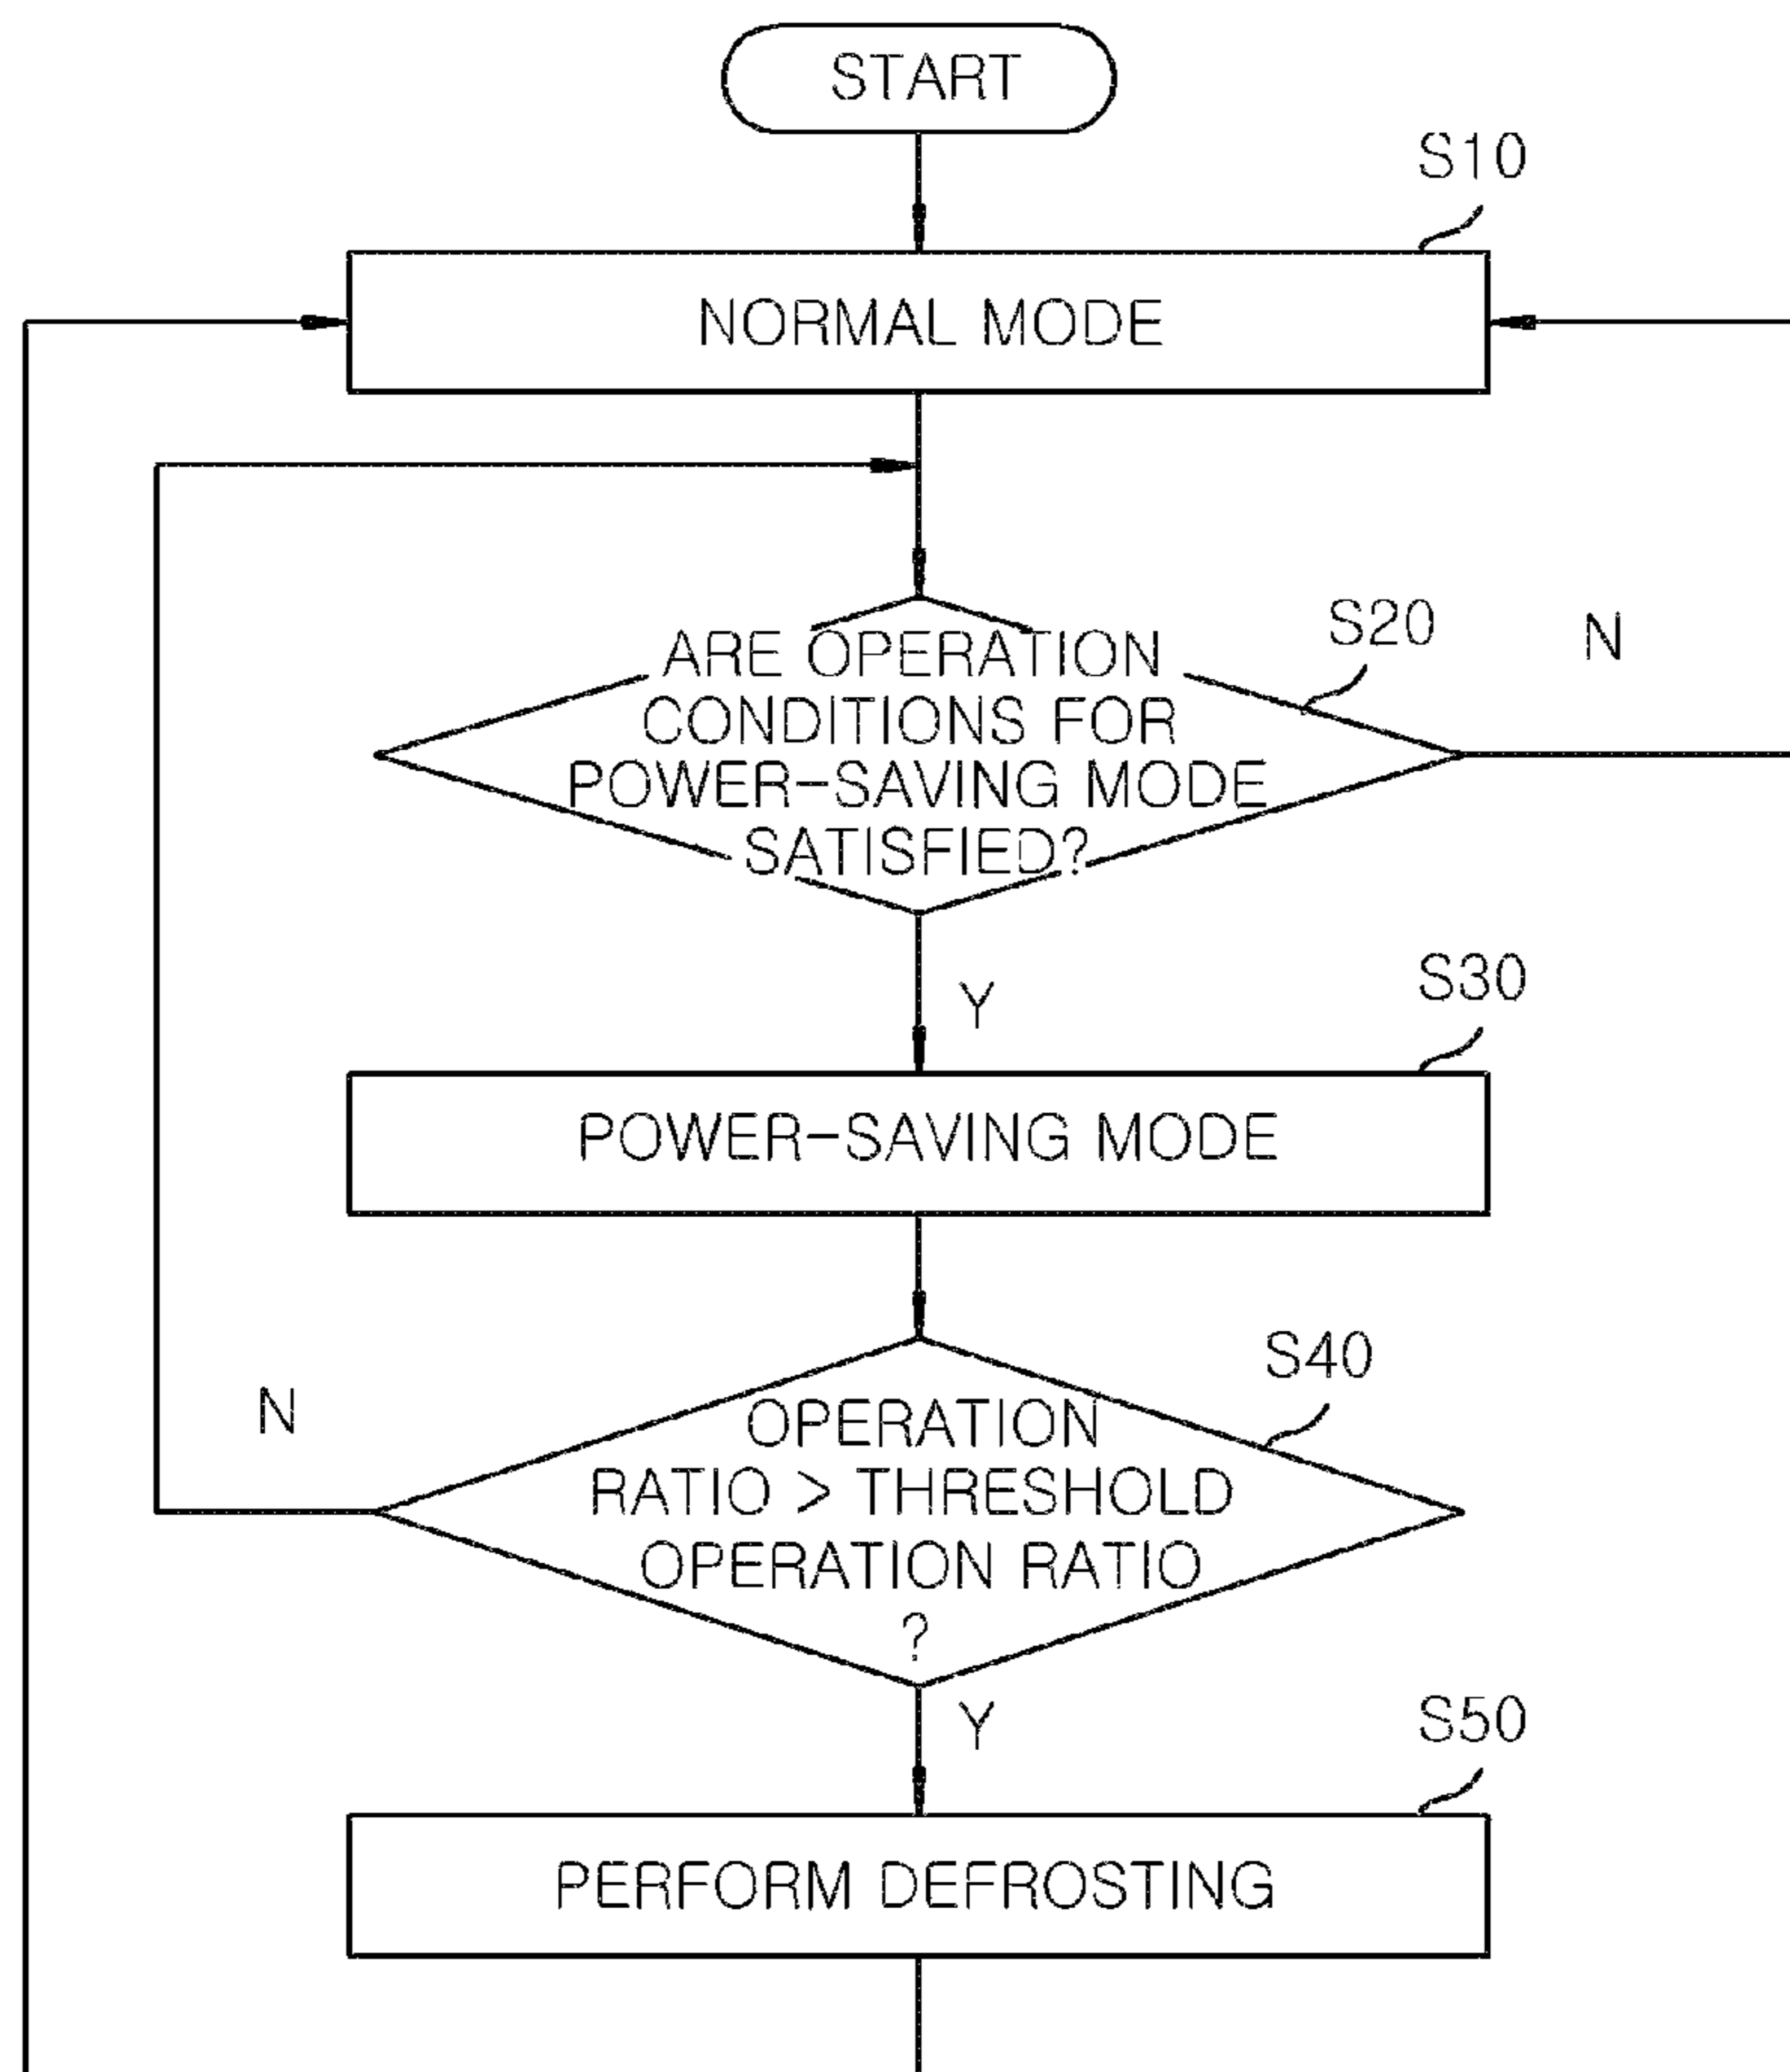 START
S10
NORMAL MODE
S20
N
ARE OPERATION
CONDITIONS FOR
POWER-SAVING MODE
SATISFIED?
Y
S30
POWER-SAVING MODE
S40
N
OPERATION
RATIO > THRESHOLD
OPERATION RATIO
?
Y
S50
PERFORM DEFROSTING